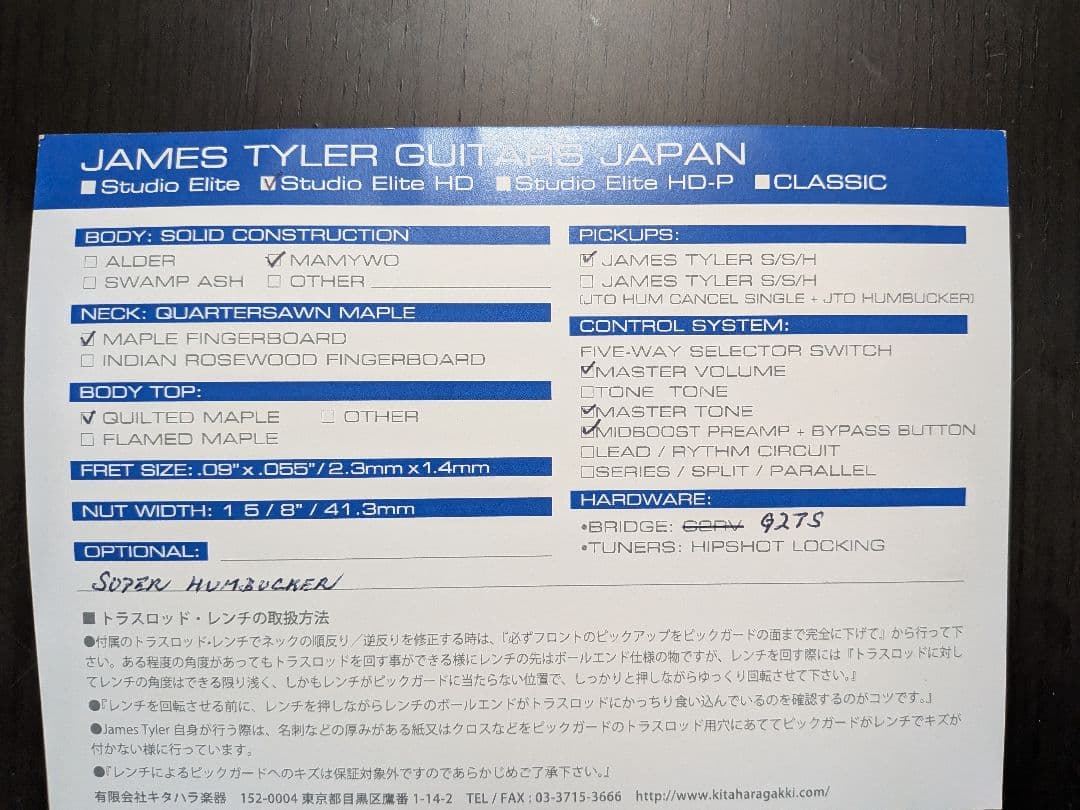 JAMES TYLER GUITARS JAPAN
■Studio Elite ☑Studio Elite HD ■Studio Elite HD-P ■CLASSIC
BODY: SOLID CONSTRUCTION
□ ALDER ☑ MAMYWO
□ SWAMP ASH □ OTHER
NECK: QUARTERSAWN MAPLE
☑ MAPLE FINGERBOARD
□ INDIAN ROSEWOOD FINGERBOARD
BODY TOP:
☑ QUILTED MAPLE □ OTHER
□ FLAMED MAPLE
FRET SIZE: .09"x .055"/ 2.3mm x 1.4mm
NUT WIDTH: 1 5 / 8" / 41.3mm
OPTIONAL:
SUPER HUMBUCKER
PICKUPS:
☑JAMES TYLER S/S/H
□JAMES TYLER S/S/H
(JTO HUM CANCEL SINGLE + JTO HUMBUCKER)
CONTROL SYSTEM:
FIVE-WAY SELECTOR SWITCH
☑MASTER VOLUME
□TONE TONE
☑MASTER TONE
☑MIDBOOST PREAMP + BYPASS BUTTON
□LEAD / RYTHM CIRCUIT
□SERIES / SPLIT / PARALLEL
HARDWARE:
•BRIDGE: G2RV G2TS
•TUNERS: HIPSHOT LOCKING
■トラスロッド・レンチの取扱方法
●付属のトラスロッド・レンチでネックの順反り／逆反りを修正する時は、『必ずフロントのピックアップをピックガードの面まで完全に下げて』から行って下
さい。ある程度の角度があってもトラスロッドを回す事ができる様にレンチの先はボールエンド仕様の物ですが、レンチを回す際には『トラスロッドに対し
てレンチの角度はできる限り浅く、しかもレンチがピックガードに当たらない位置で、しっかりと押しながらゆっくり回転させて下さい。』
●『レンチを回転させる前に、レンチを押しながらレンチのボールエンドがトラスロッドにかっちり食い込んでいるのを確認するのがコツです。』
●James Tyler 自身が行う際は、名刺などの厚みがある紙又はクロスなどをピックガードのトラスロッド用穴にあててピックガードがレンチでキズが
付かない様に行っています。
●『レンチによるピックガードへのキズは保証対象外ですのであらかじめご了承下さい。』
有限会社キタハラ楽器 152-0004 東京都目黒区鷹番 1-14-2 TEL / FAX : 03-3715-3666 http://www.kitaharagakki.com/